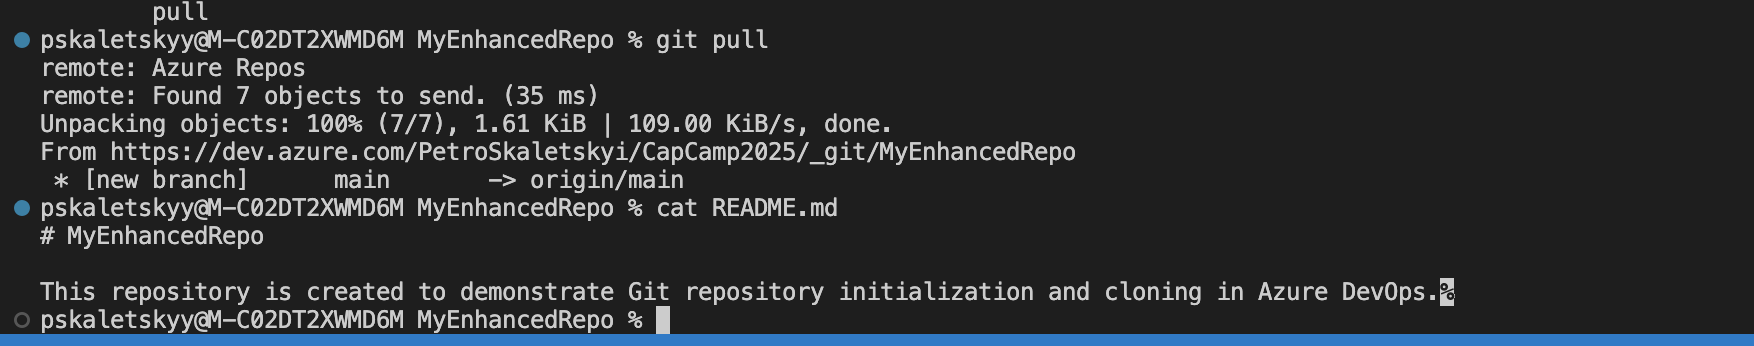 pull
pskaletskyy@M-C02DT2XWMD6M MyEnhancedRepo % git pull
remote: Azure Repos
remote: Found 7 objects to send. (35 ms)
Unpacking objects: 100% (7/7), 1.61 KiB | 109.00 KiB/s, done.
From https://dev.azure.com/PetroSkaletskyi/CapCamp2025/_git/MyEnhancedRepo
 * [new branch]      main       -> origin/main
pskaletskyy@M-C02DT2XWMD6M MyEnhancedRepo % cat README.md
# MyEnhancedRepo
This repository is created to demonstrate Git repository initialization and cloning in Azure DevOps.%
pskaletskyy@M-C02DT2XWMD6M MyEnhancedRepo %